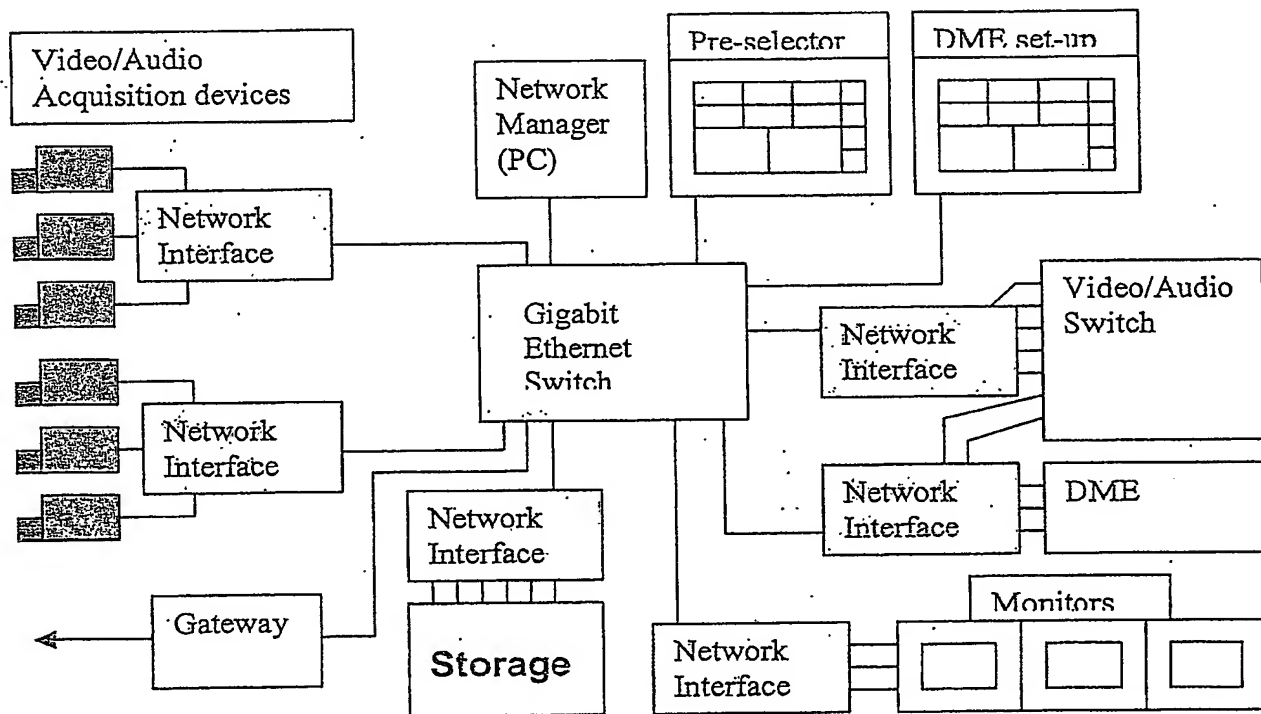 Video/Audio
Acquisition devices
Network
Manager
(PC)
Pre-selector
DME set-up
Network
Interface
Gigabit
Ethernet
Switch
Network
Interface
Video/Audio
Switch
Network
Interface
Network
Interface
Network
Interface
DME
Gateway
Storage
Network
Interface
Monitors